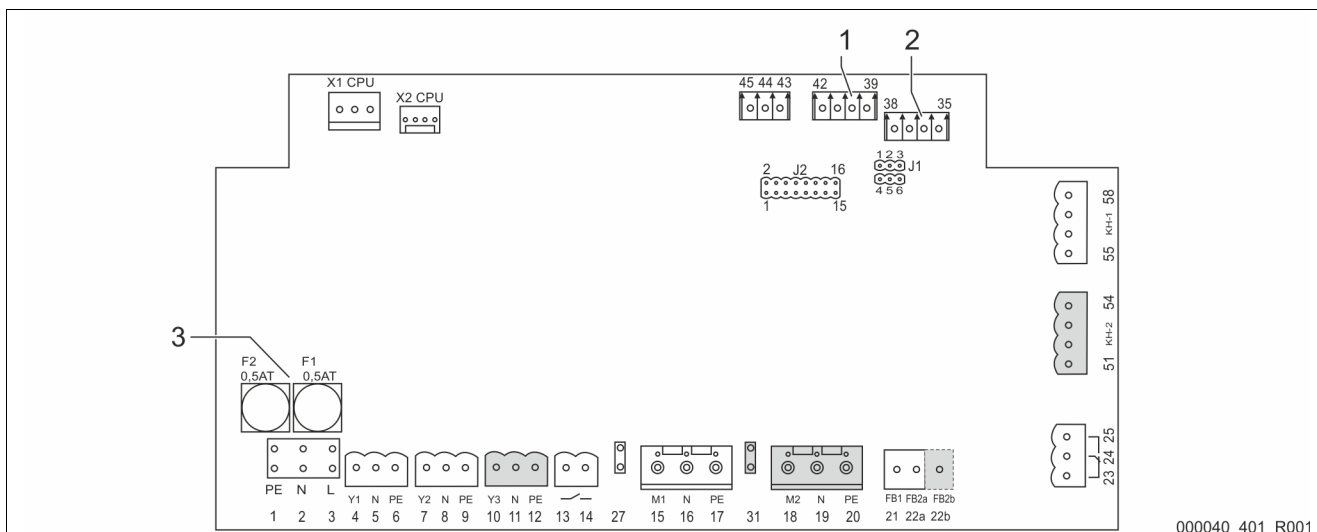 1 2
X1 CPU
X2 CPU
45 44 43
42 39
38 35
1 2 3
J1
4 5 6
2 J2 16
1 15
58
KH-1
55
54
KH-2
51
25
24
23
3
F2 F1
0,5AT 0,5AT
PE N L Y1 N PE Y2 N PE Y3 N PE M1 N PE M2 N PE FB1 FB2a FB2b
1 2 3 4 5 6 7 8 9 10 11 12 13 14 27 15 16 17 31 18 19 20 21 22a 22b
000040_401_R001